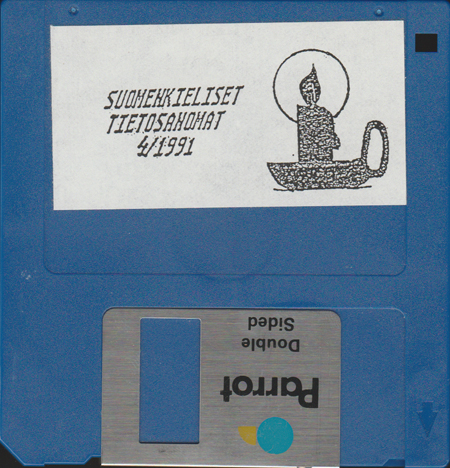 SUOMENKIELISET
TIETOSANOMAT
4/1991
Double
Sided
Parrot